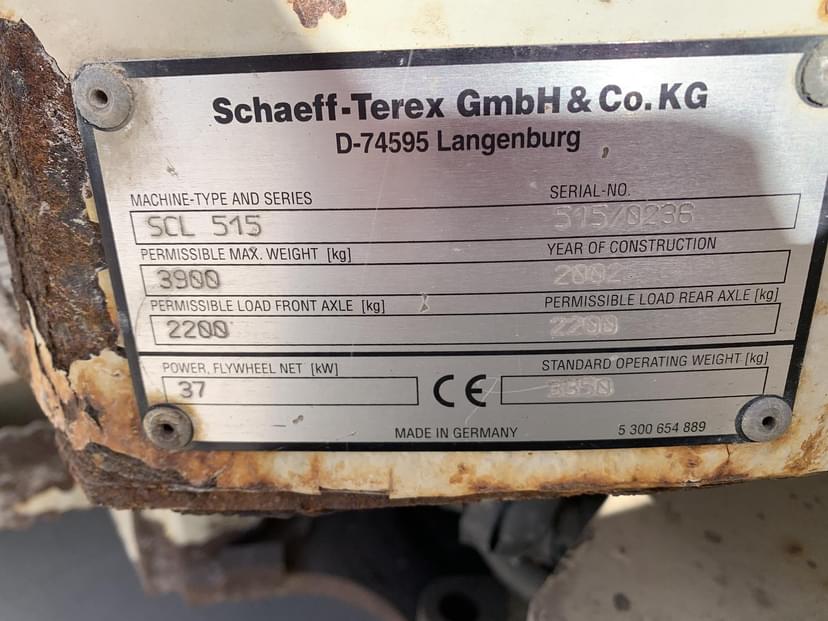 Schaeff-Terex GmbH & Co. KG
D-74595 Langenburg
MACHINE-TYPE AND SERIES SERIAL-NO.
SCL 515 515/0236
PERMISSIBLE MAX. WEIGHT [kg] YEAR OF CONSTRUCTION
3900 2002
PERMISSIBLE LOAD FRONT AXLE [kg] PERMISSIBLE LOAD REAR AXLE [kg]
2200 2200
POWER, FLYWHEEL NET [kW] STANDARD OPERATING WEIGHT [kg]
37 CE 3350
MADE IN GERMANY 5 300 654 889